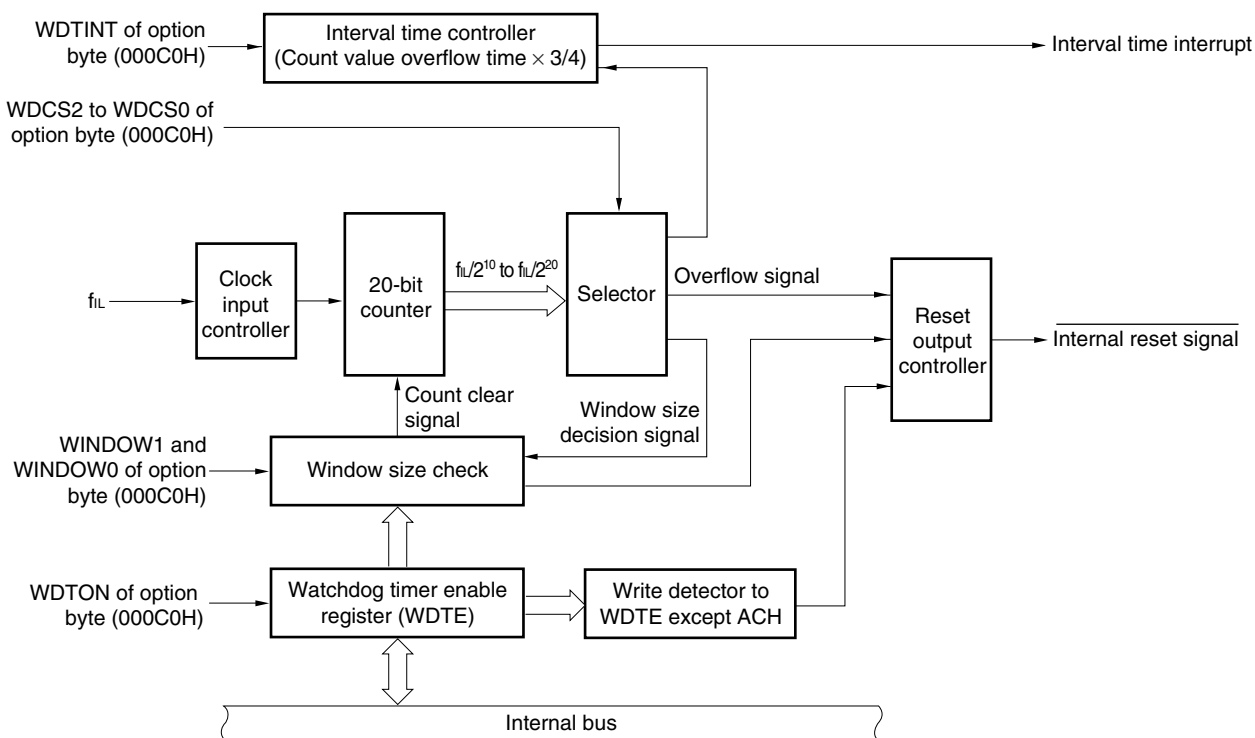 WDTINT of option
byte (000C0H)
Interval time controller
(Count value overflow time × 3/4)
Interval time interrupt
WDCS2 to WDCS0 of
option byte (000C0H)
fIL
Clock
input
controller
20-bit
counter
fIL/2¹⁰ to fIL/2²⁰
Selector
Overflow signal
Reset
output
controller
Internal reset signal
Count clear
signal
Window size
decision signal
WINDOW1 and
WINDOW0 of option
byte (000C0H)
Window size check
WDTON of option
byte (000C0H)
Watchdog timer enable
register (WDTE)
Write detector to
WDTE except ACH
Internal bus